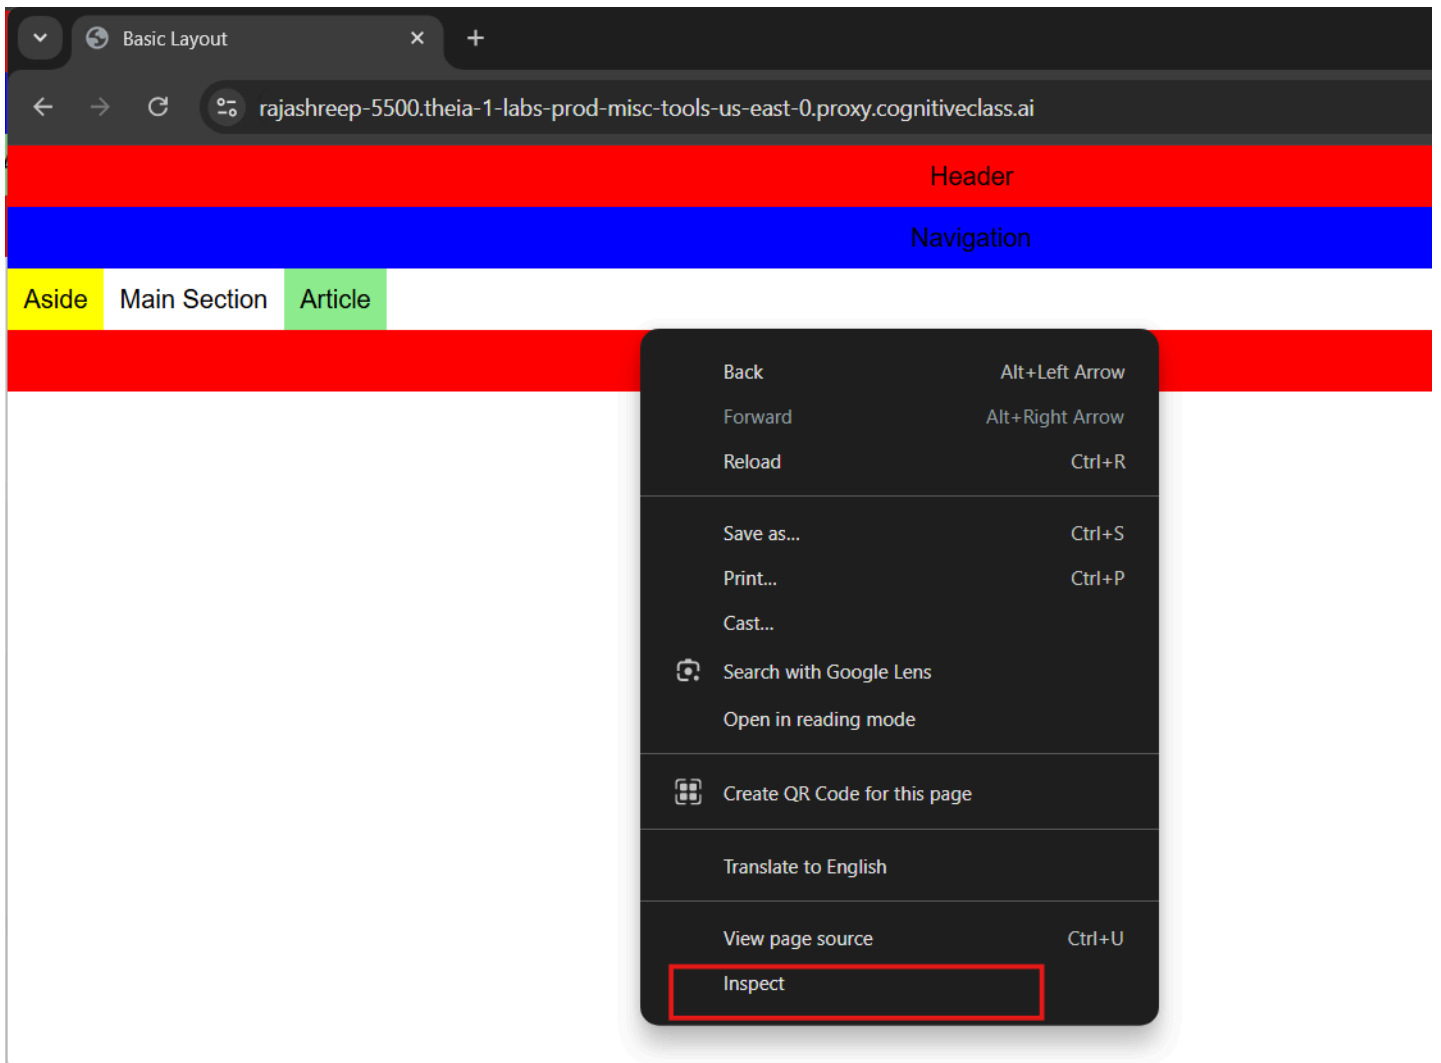 Basic Layout
rajashreep-5500.theia-1-labs-prod-misc-tools-us-east-0.proxy.cognitiveclass.ai
Header
Navigation
Aside Main Section Article
Back Alt+Left Arrow
Forward Alt+Right Arrow
Reload Ctrl+R
Save as... Ctrl+S
Print... Ctrl+P
Cast...
Search with Google Lens
Open in reading mode
Create QR Code for this page
Translate to English
View page source Ctrl+U
Inspect